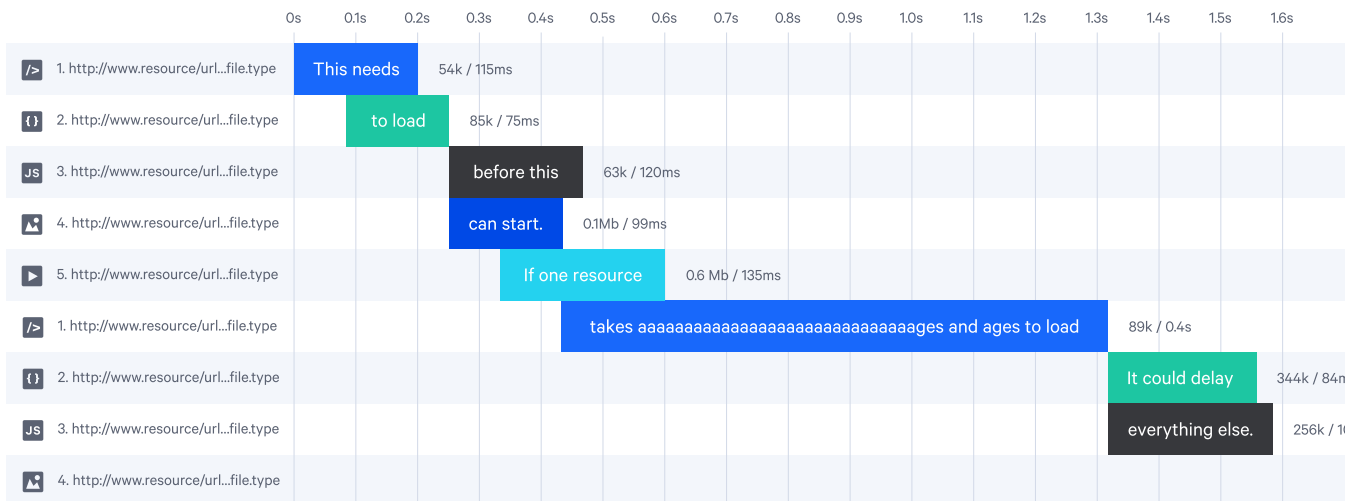 0s 0.1s 0.2s 0.3s 0.4s 0.5s 0.6s 0.7s 0.8s 0.9s 1.0s 1.1s 1.2s 1.3s 1.4s 1.5s 1.6s
</> 1. http://www.resource/url...file.type This needs 54k / 115ms
{ } 2. http://www.resource/url...file.type to load 85k / 75ms
JS 3. http://www.resource/url...file.type before this 63k / 120ms
4. http://www.resource/url...file.type can start. 0.1Mb / 99ms
5. http://www.resource/url...file.type If one resource 0.6 Mb / 135ms
/> 1. http://www.resource/url...file.type takes aaaaaaaaaaaaaaaaaaaaaaaaaaaaaages and ages to load 89k / 0.4s
{ } 2. http://www.resource/url...file.type It could delay 344k / 84m
JS 3. http://www.resource/url...file.type everything else. 256k / 10
4. http://www.resource/url...file.type